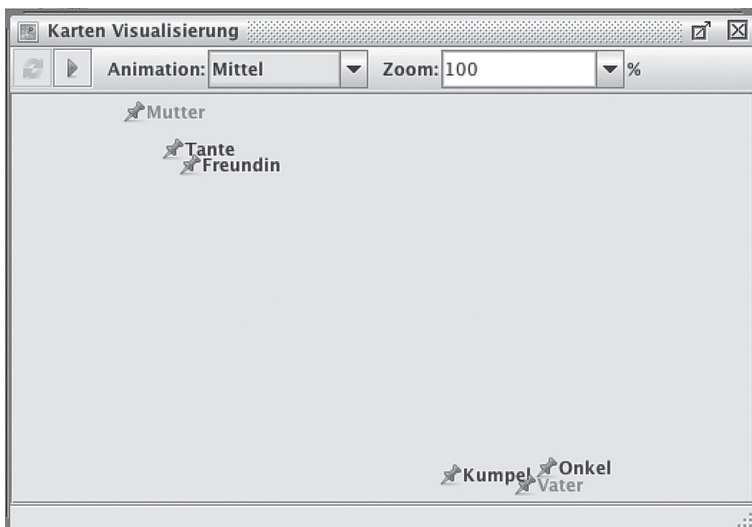 Karten Visualisierung
Animation: Mittel Zoom: 100 %
Mutter
Tante
Freundin
Kumpel Onkel
Vater